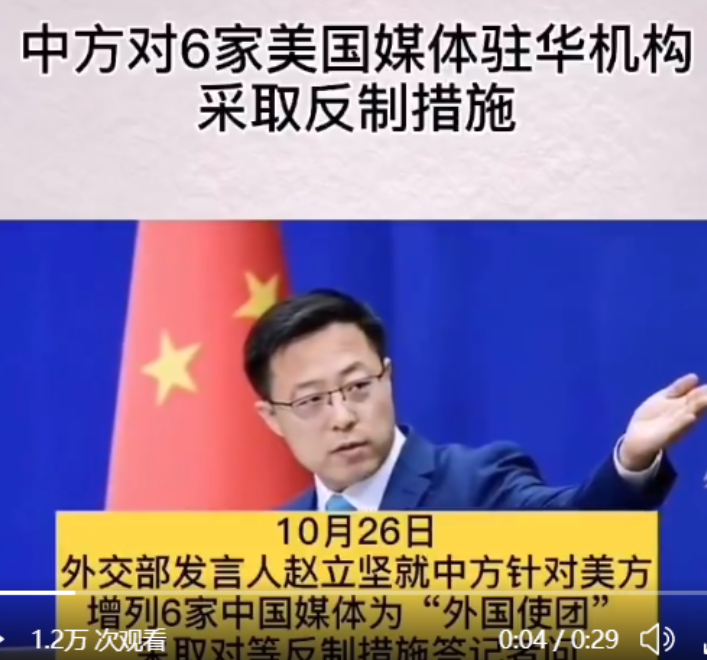 中方对6家美国媒体驻华机构
采取反制措施
10月26日
外交部发言人赵立坚就中方针对美方
增列6家中国媒体为“外国使团”
采取对等反制措施答记者问
1.2万 次观看
0:04 / 0:29